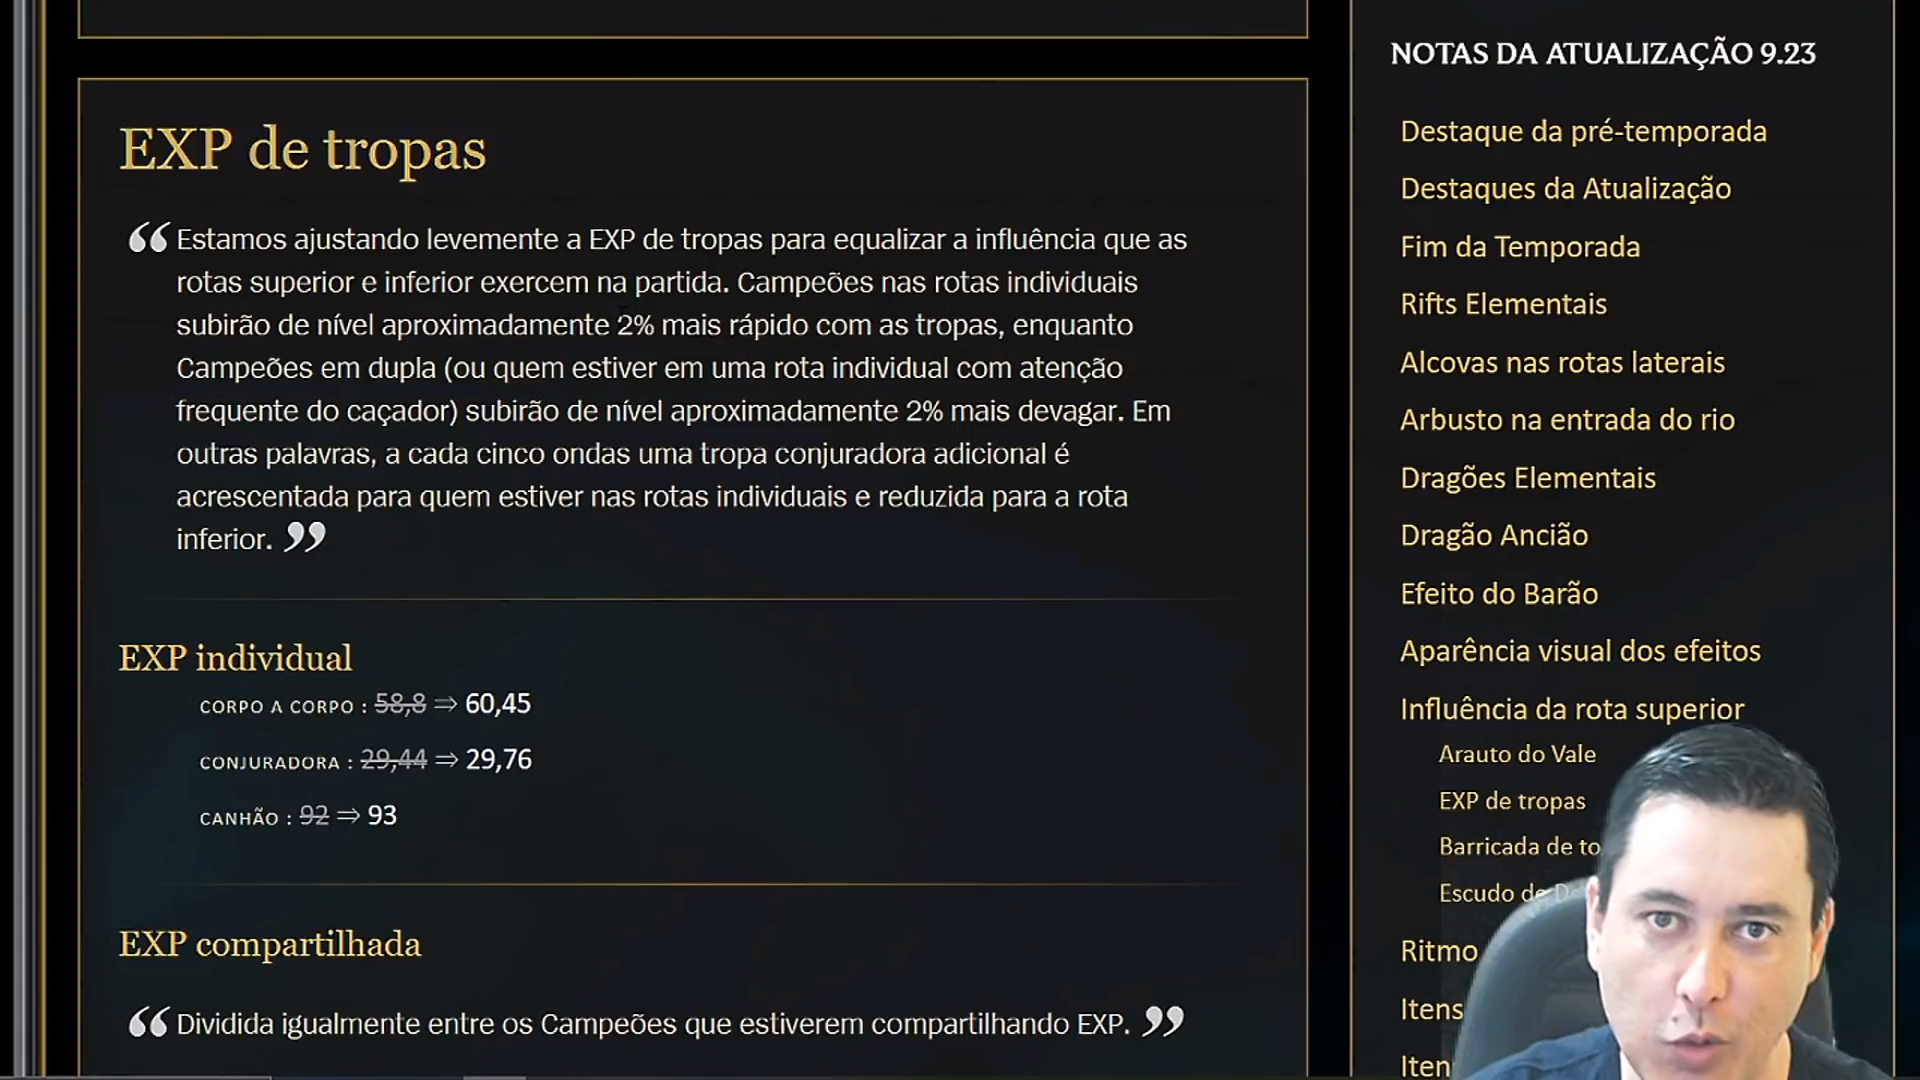 EXP de tropas
“ Estamos ajustando levemente a EXP de tropas para equalizar a influência que as
rotas superior e inferior exercem na partida. Campeões nas rotas individuais
subirão de nível aproximadamente 2% mais rápido com as tropas, enquanto
Campeões em dupla (ou quem estiver em uma rota individual com atenção
frequente do caçador) subirão de nível aproximadamente 2% mais devagar. Em
outras palavras, a cada cinco ondas uma tropa conjuradora adicional é
acrescentada para quem estiver nas rotas individuais e reduzida para a rota
inferior. ”
EXP individual
CORPO A CORPO : 58,8 ⇒ 60,45
CONJURADORA : 29,44 ⇒ 29,76
CANHÃO : 92 ⇒ 93
EXP compartilhada
“ Dividida igualmente entre os Campeões que estiverem compartilhando EXP. ”
NOTAS DA ATUALIZAÇÃO 9.23
Destaque da pré-temporada
Destaques da Atualização
Fim da Temporada
Rifts Elementais
Alcovas nas rotas laterais
Arbusto na entrada do rio
Dragões Elementais
Dragão Ancião
Efeito do Barão
Aparência visual dos efeitos
Influência da rota superior
Arauto do Vale
EXP de tropas
Barricada de to
Escudo de D
Ritmo
Itens
Iten